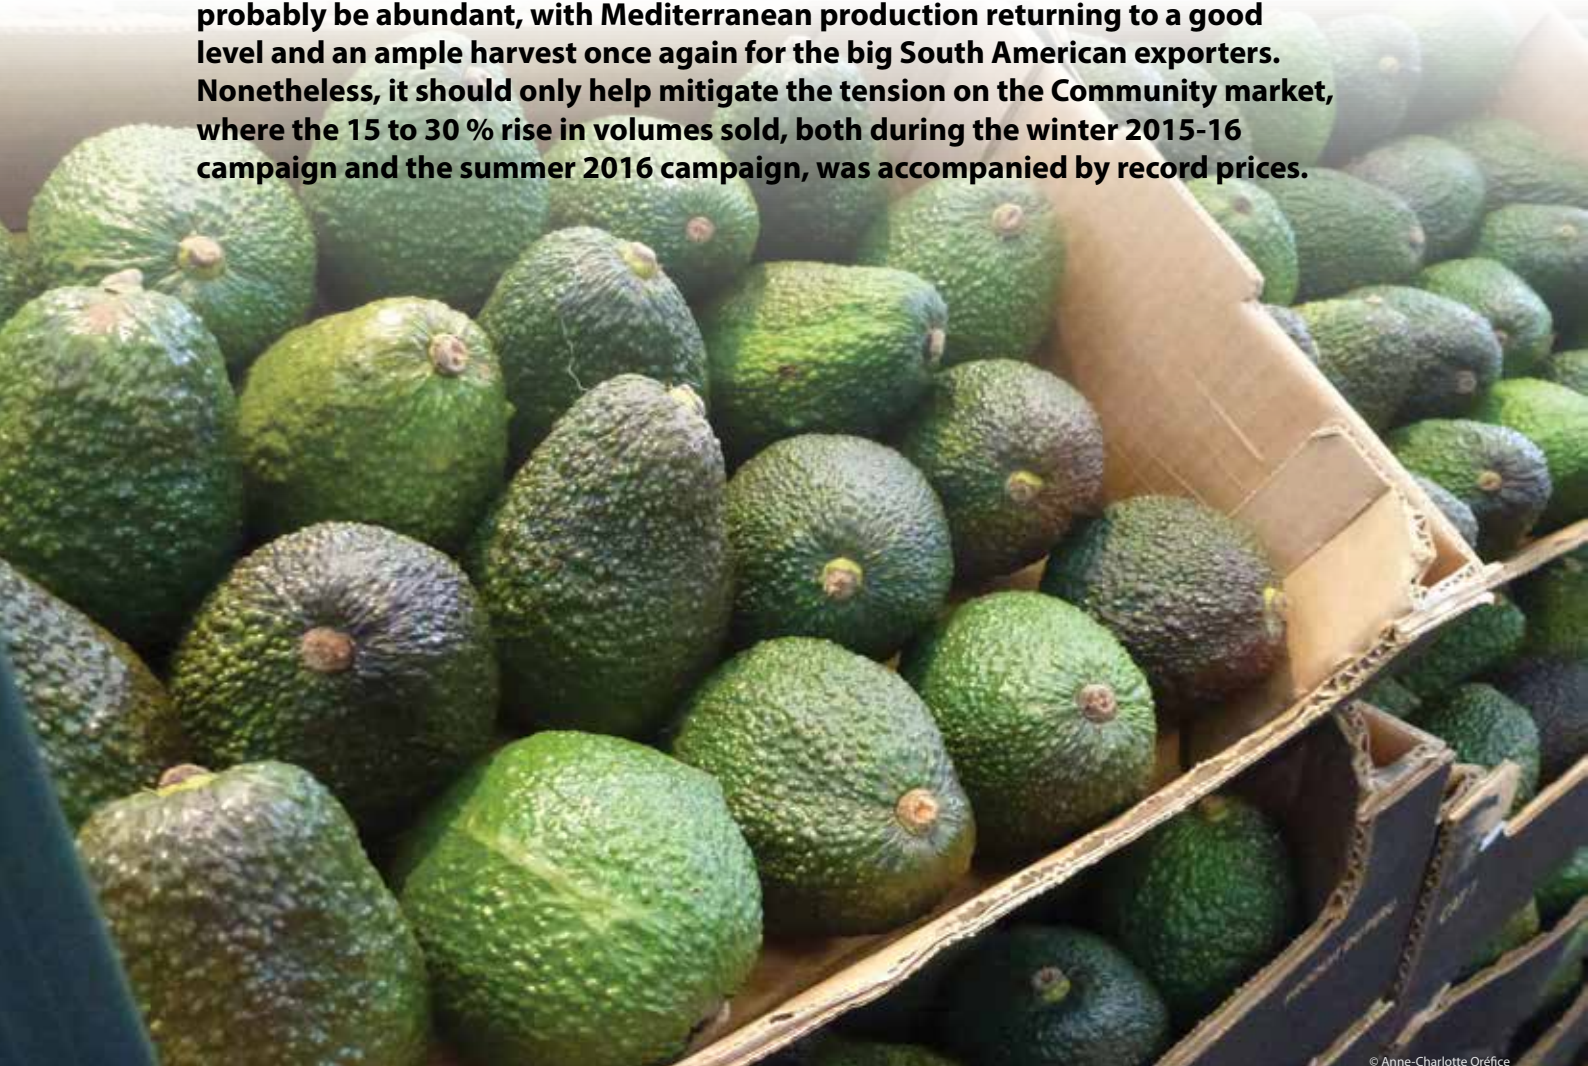 probably be abundant, with Mediterranean production returning to a good
level and an ample harvest once again for the big South American exporters.
Nonetheless, it should only help mitigate the tension on the Community market,
where the 15 to 30 % rise in volumes sold, both during the winter 2015-16
campaign and the summer 2016 campaign, was accompanied by record prices.
© Anne-Charlotte Oréfice